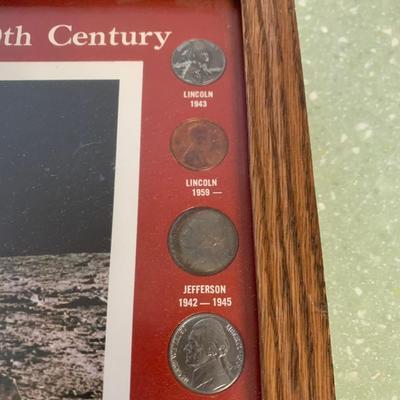 0th Century
LINCOLN
1943
LINCOLN
1959 —
JEFFERSON
1942 — 1945